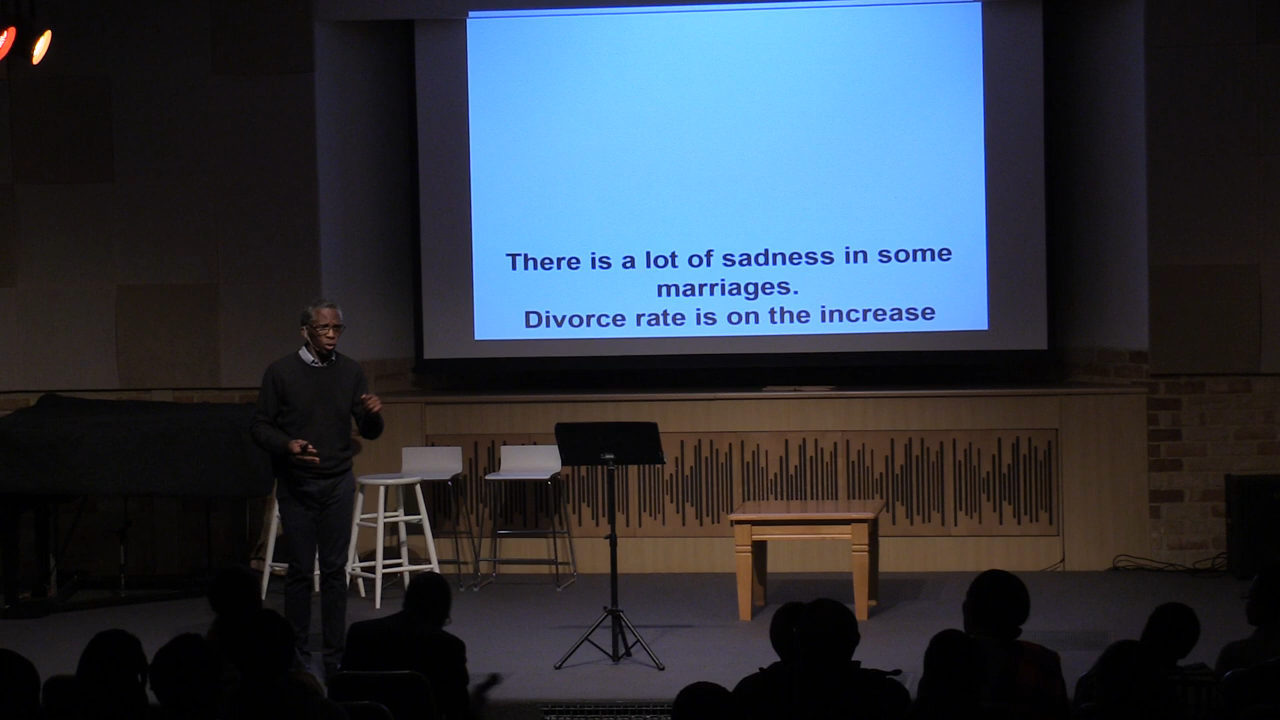 There is a lot of sadness in some
marriages.
Divorce rate is on the increase